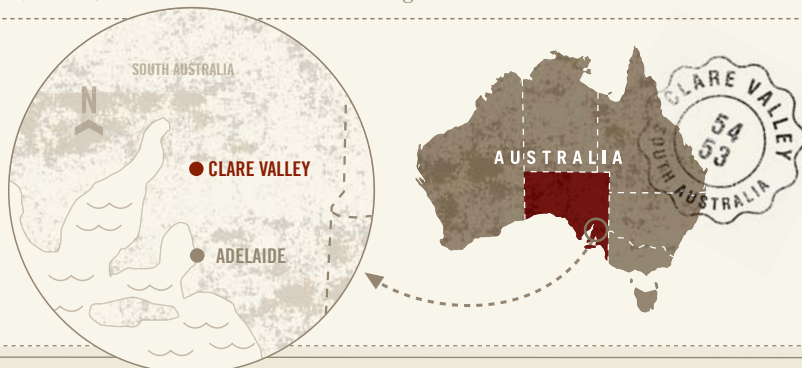 SOUTH AUSTRALIA
N
CLARE VALLEY
ADELAIDE
AUSTRALIA
CLARE VALLEY
54
53
SOUTH AUSTRALIA